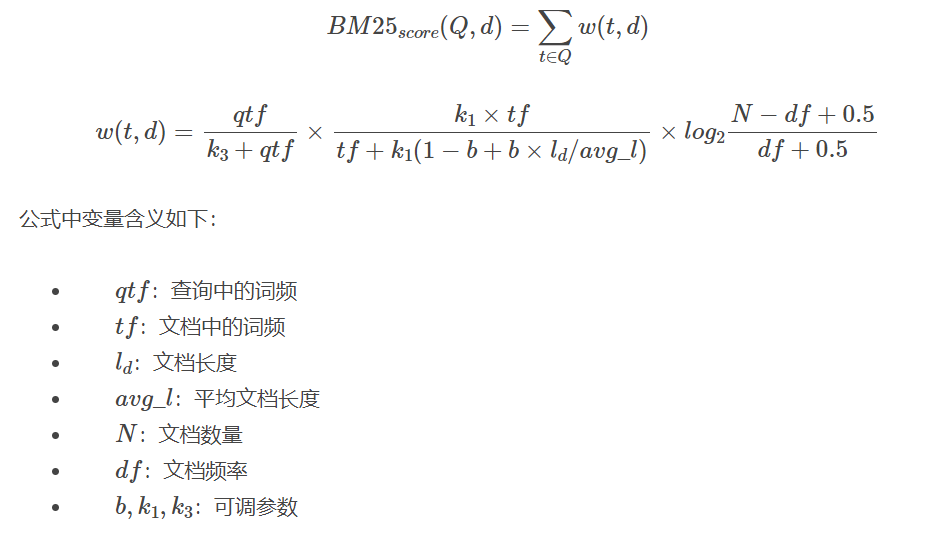 $BM25_{score}(Q,d)=\sum_{t\in Q}w(t,d)$
$w(t,d)=\frac{qtf}{k_3+qtf}\times\frac{k_1\times tf}{tf+k_1(1-b+b\times l_d/avg\_l)}\times log_2\frac{N-df+0.5}{df+0.5}$
公式中变量含义如下:
• $qtf$: 查询中的词频
• $tf$: 文档中的词频
• $l_d$: 文档长度
• $avg\_l$: 平均文档长度
• $N$: 文档数量
• $df$: 文档频率
• $b,k_1,k_3$: 可调参数